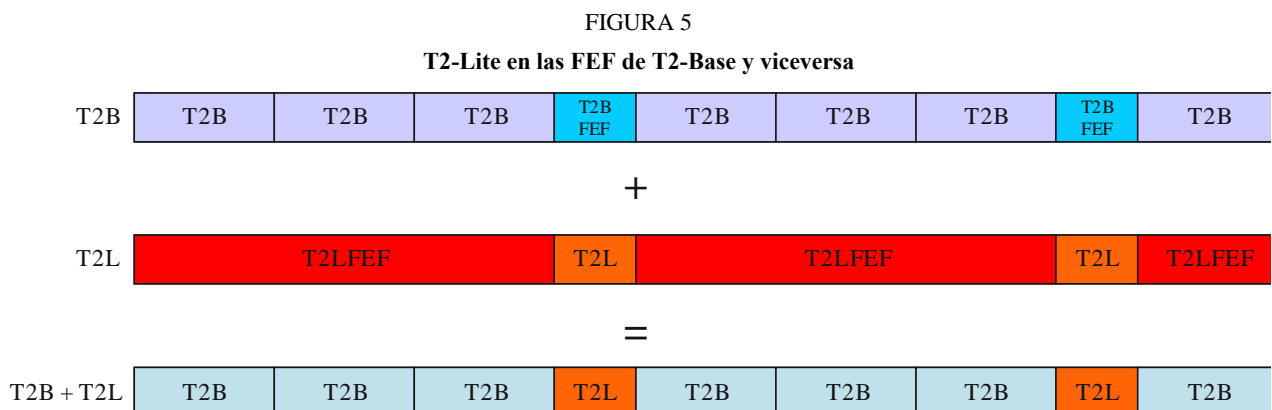 FIGURA 5
T2-Lite en las FEF de T2-Base y viceversa
T2B T2B T2B T2B T2B FEF T2B T2B T2B T2B FEF T2B
+
T2L T2LFEF T2L T2LFEF T2L T2LFEF
=
T2B + T2L T2B T2B T2B T2L T2B T2B T2B T2L T2B